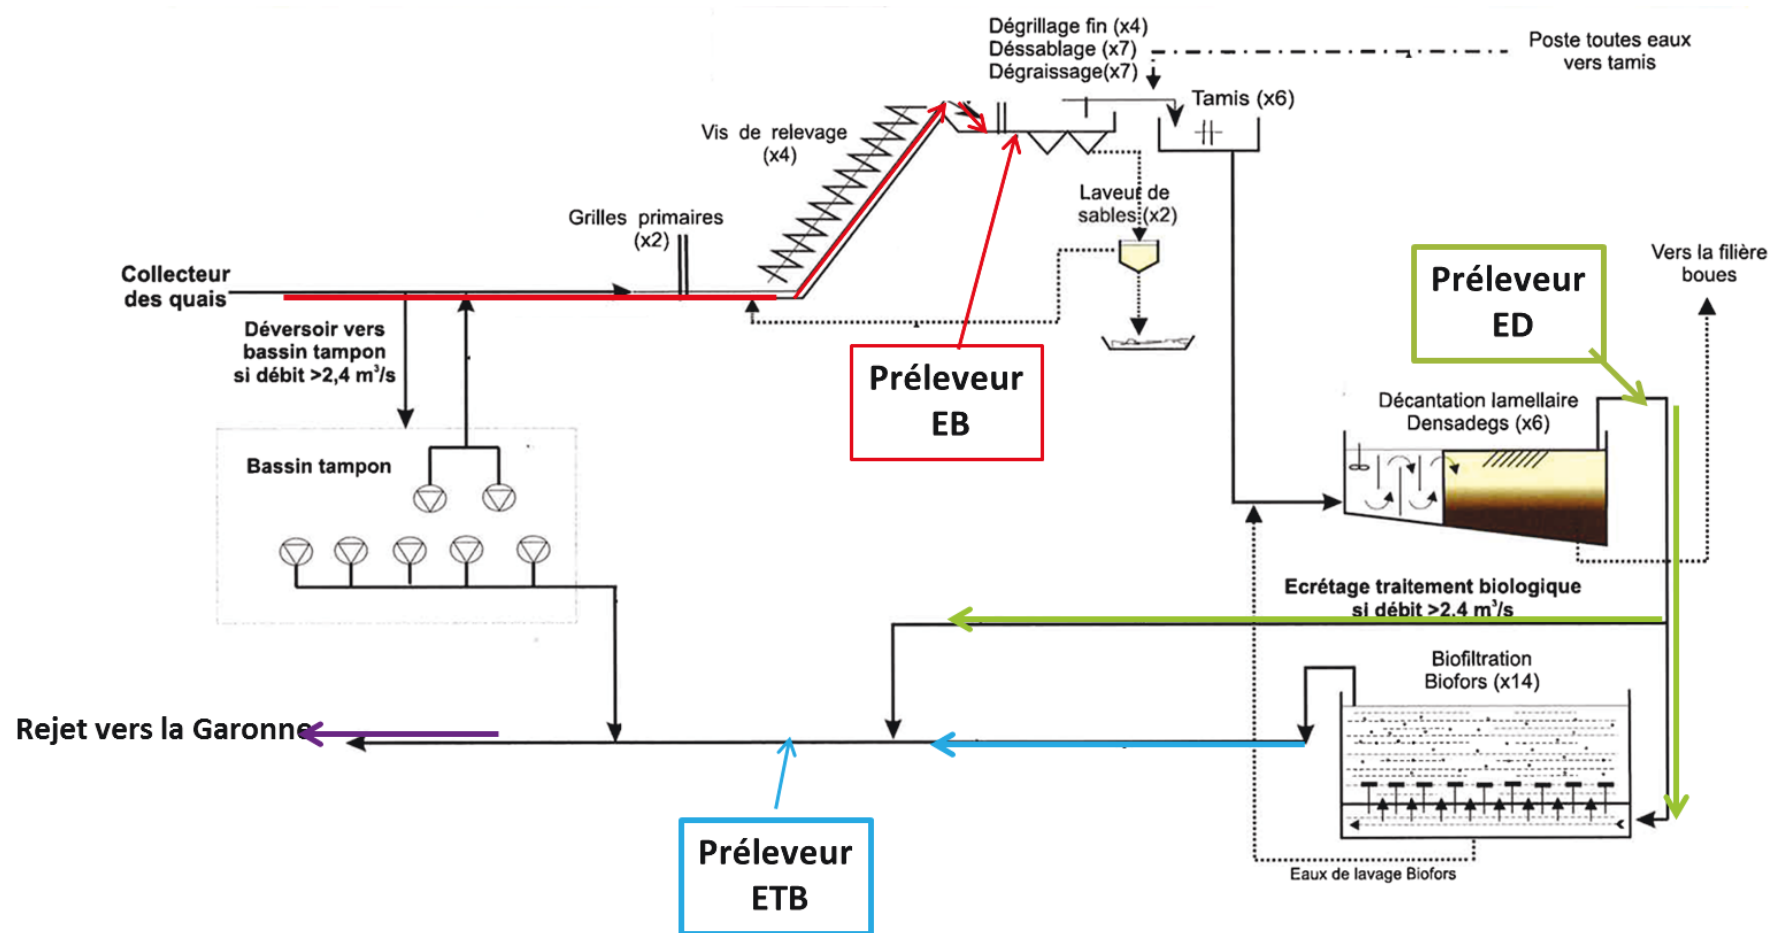 Dégrillage fin (x4)
Déssablage (x7)
Dégraissage(x7)
Poste toutes eaux
vers tamis
Tamis (x6)
Vis de relevage
(x4)
Laveur de
sables (x2)
Grilles primaires
(x2)
Collecteur
des quais
Déversoir vers
bassin tampon
si débit >2,4 m³/s
Préleveur
EB
Vers la filière
boues
Préleveur
ED
Décantation lamellaire
Densadegs (x6)
Bassin tampon
Ecrétage traitement biologique
si débit >2,4 m³/s
Biofiltration
Biofors (x14)
Rejet vers la Garonne
Préleveur
ETB
Eaux de lavage Biofors